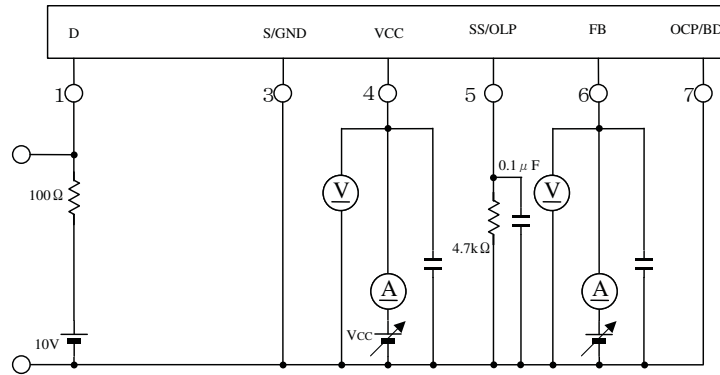 D S/GND VCC SS/OLP FB OCP/BD
1 3 4 5 6 7
0.1μF
V V
100Ω
4.7kΩ
A A
VCC
10V